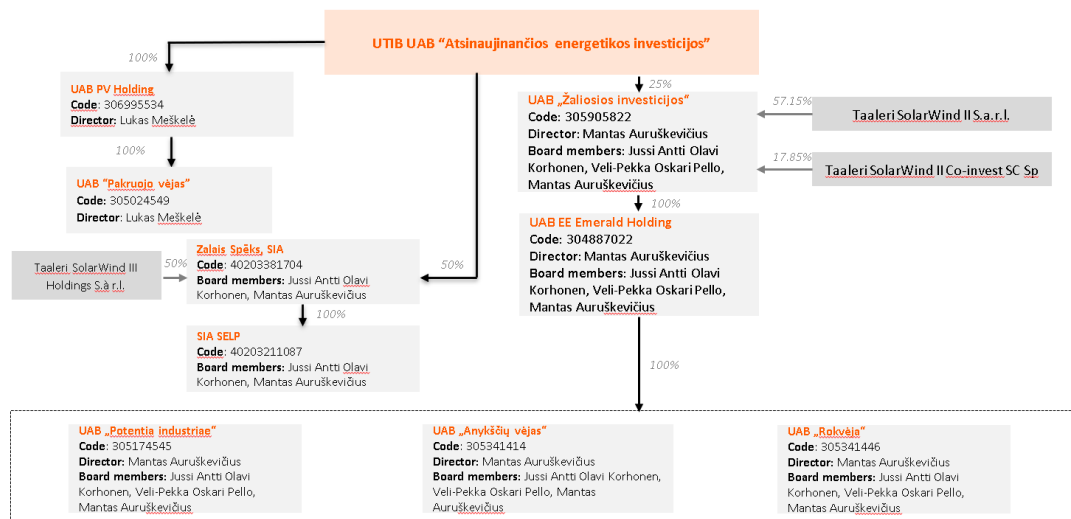 UTIB UAB “Atsinaujinančios energetikos investicijos”
100%
UAB PV Holding
Code: 306995534
Director: Lukas Meškelė
100%
UAB “Pakruojo vėjas”
Code: 305024549
Director: Lukas Meškelė
25%
UAB „Žaliosios investicijos“
Code: 305905822
Director: Mantas Auruškevičius
Board members: Jussi Antti Olavi
Korhonen, Veli-Pekka Oskari Pello,
Mantas Auruškevičius
57.15%
Taaleri SolarWind II S.a.r.l.
17.85%
Taaleri SolarWind II Co-invest SC Sp
100%
UAB EE Emerald Holding
Code: 304887022
Director: Mantas Auruškevičius
Board members: Jussi Antti Olavi
Korhonen, Veli-Pekka Oskari Pello,
Mantas Auruškevičius
Taaleri SolarWind III
Holdings S.à r.l.
50%
Zalais Spēks, SIA
Code: 40203381704
Board members: Jussi Antti Olavi
Korhonen, Mantas Auruškevičius
50%
100%
SIA SELP
Code: 40203211087
Board members: Jussi Antti Olavi
Korhonen, Mantas Auruškevičius
100%
UAB „Potentia industriae“
Code: 305174545
Director: Mantas Auruškevičius
Board members: Jussi Antti Olavi
Korhonen, Veli-Pekka Oskari Pello,
Mantas Auruškevičius
UAB „Anykščių vėjas“
Code: 305341414
Director: Mantas Auruškevičius
Board members: Jussi Antti Olavi Korhonen,
Veli-Pekka Oskari Pello, Mantas
Auruškevičius
UAB „Rokvėja“
Code: 305341446
Director: Mantas Auruškevičius
Board members: Jussi Antti Olavi
Korhonen, Veli-Pekka Oskari Pello,
Mantas Auruškevičius